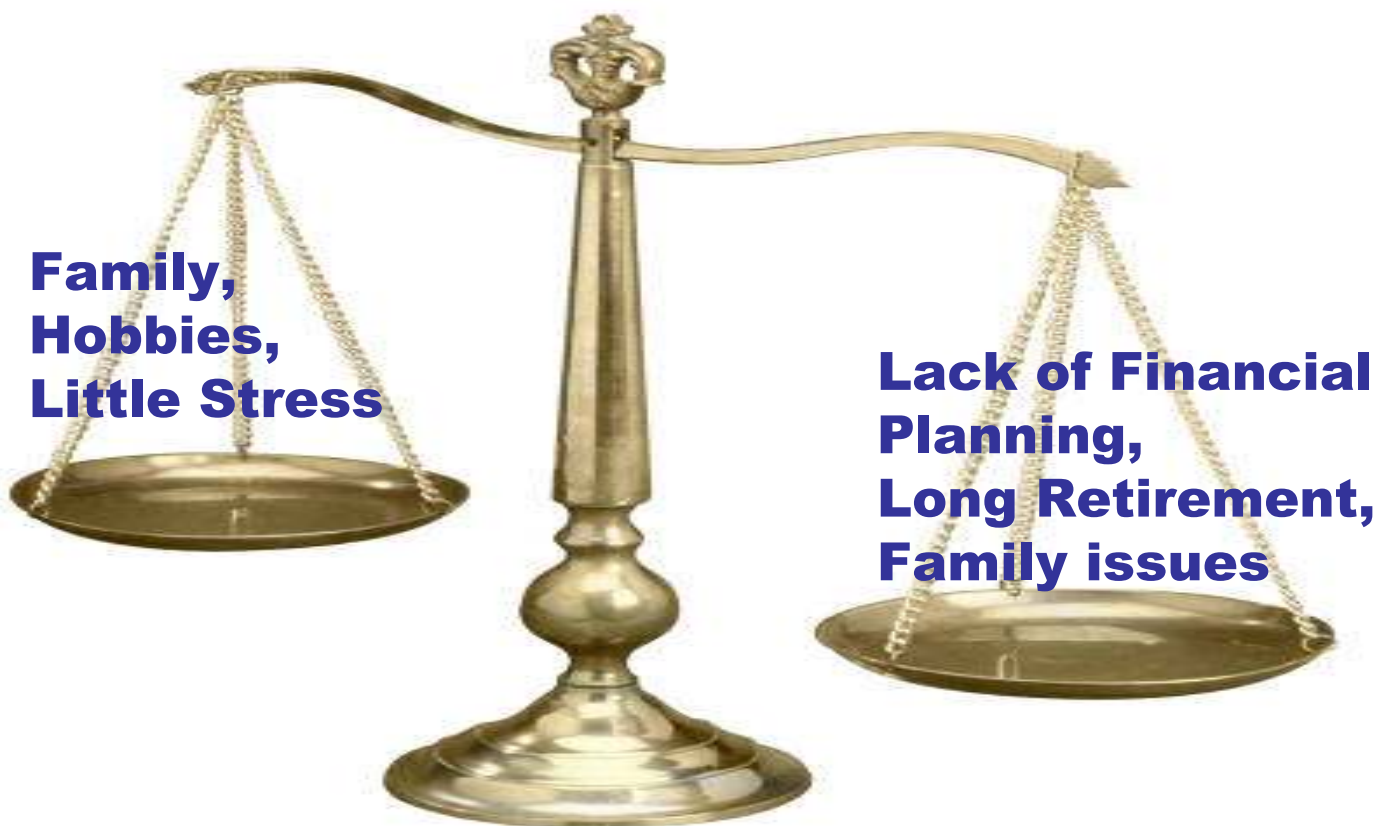 Family,
Hobbies,
Little Stress
Lack of Financial
Planning,
Long Retirement,
Family issues